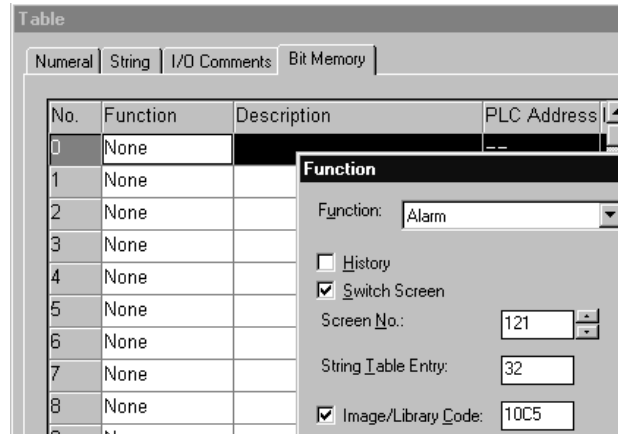 Table
Numeral String I/O Comments Bit Memory
No. Function Description PLC Address
0 None --
1 None
2 None
3 None
4 None
5 None
6 None
7 None
8 None
Function
Function: Alarm
History
Switch Screen
Screen No.: 121
String Table Entry: 32
Image/Library Code: 10C5